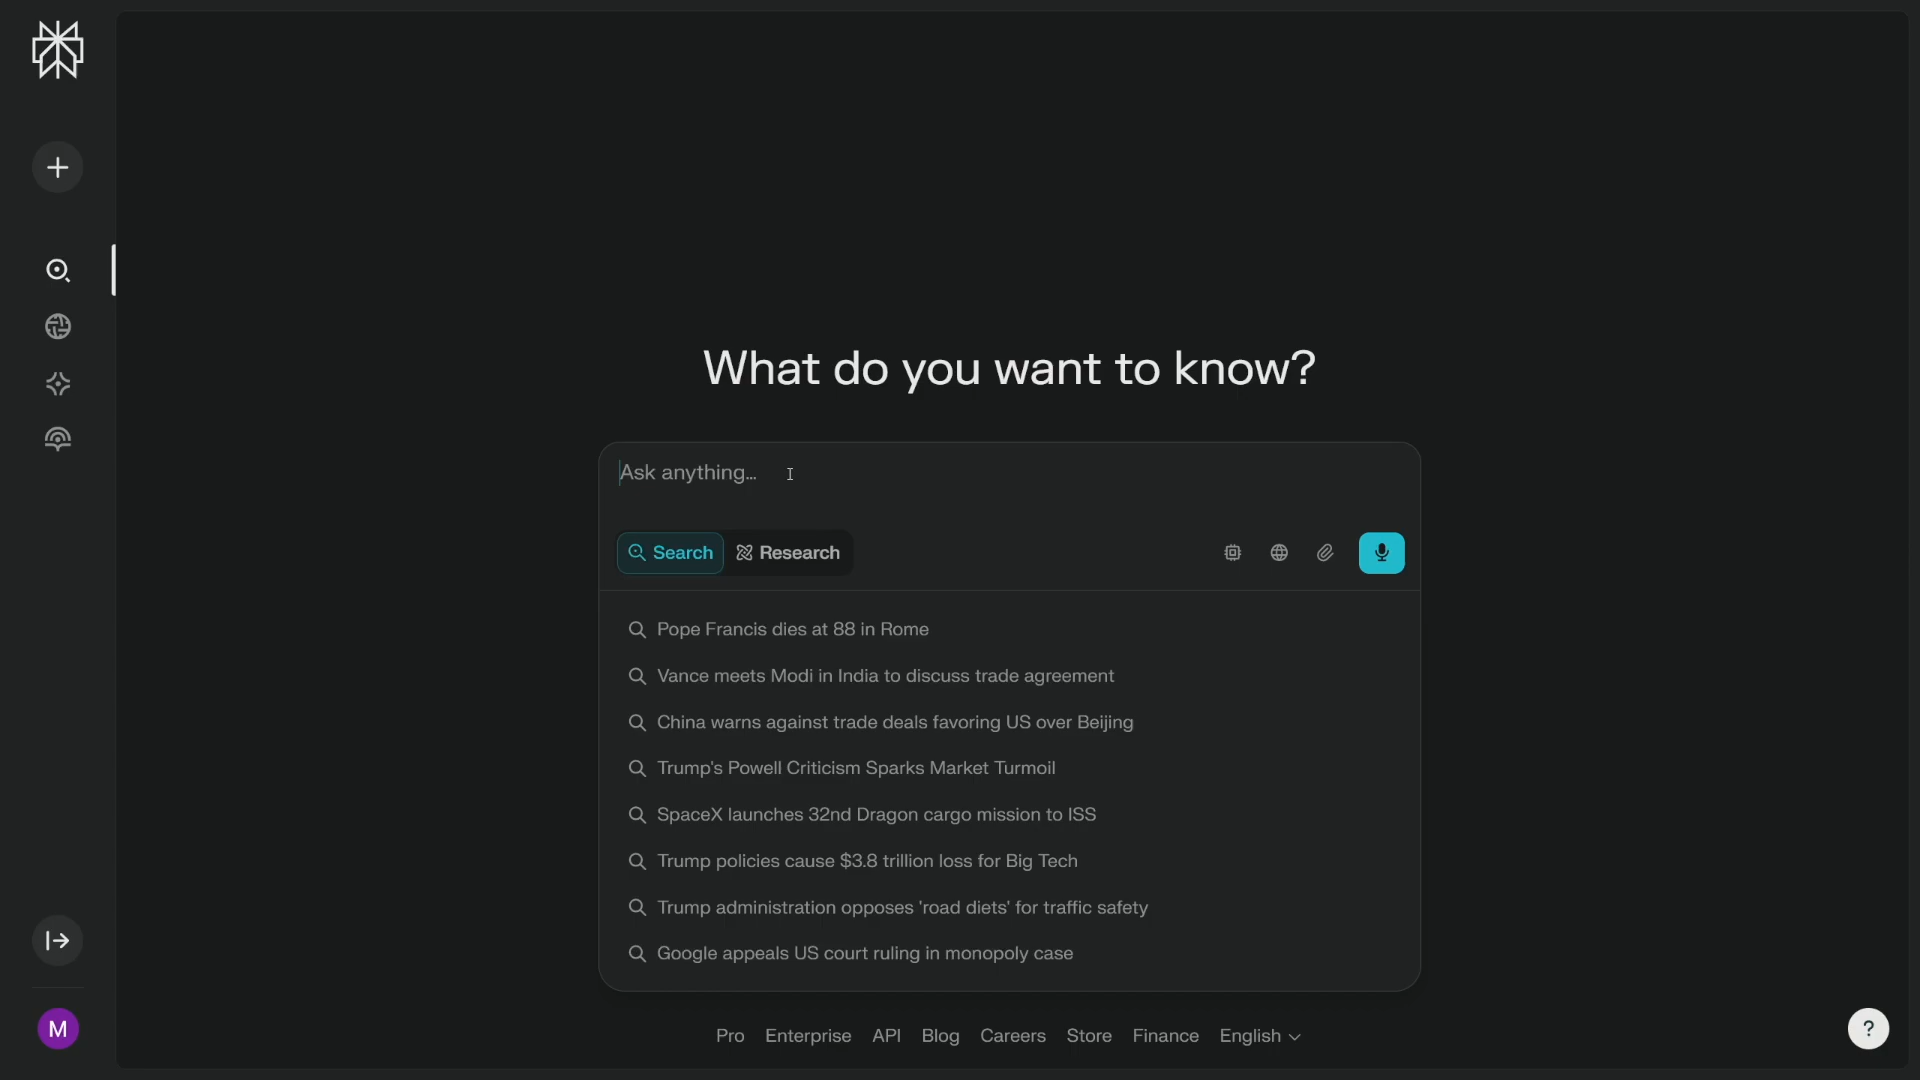 What do you want to know?
Ask anything...
Search Research
Pope Francis dies at 88 in Rome
Vance meets Modi in India to discuss trade agreement
China warns against trade deals favoring US over Beijing
Trump's Powell Criticism Sparks Market Turmoil
SpaceX launches 32nd Dragon cargo mission to ISS
Trump policies cause $3.8 trillion loss for Big Tech
Trump administration opposes 'road diets' for traffic safety
Google appeals US court ruling in monopoly case
M
Pro Enterprise API Blog Careers Store Finance English
?